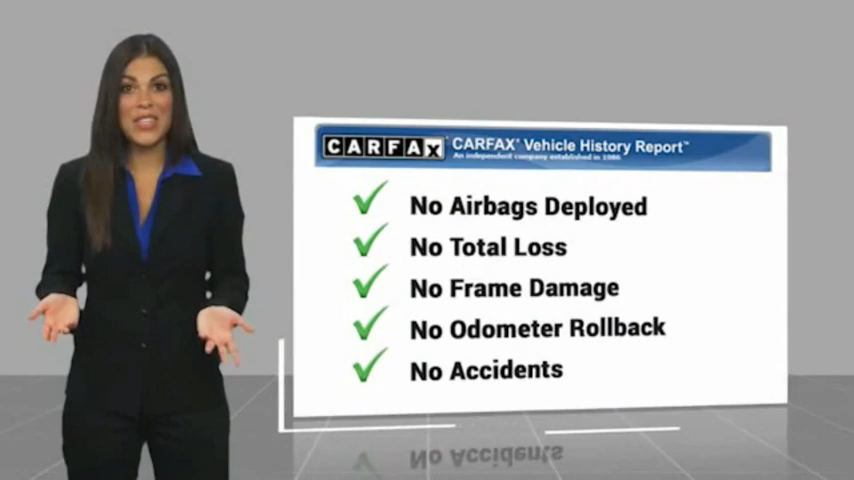 CARFAX CARFAX® Vehicle History Report™
An independent company established in 1986
No Airbags Deployed
No Total Loss
No Frame Damage
No Odometer Rollback
No Accidents
No Accidents